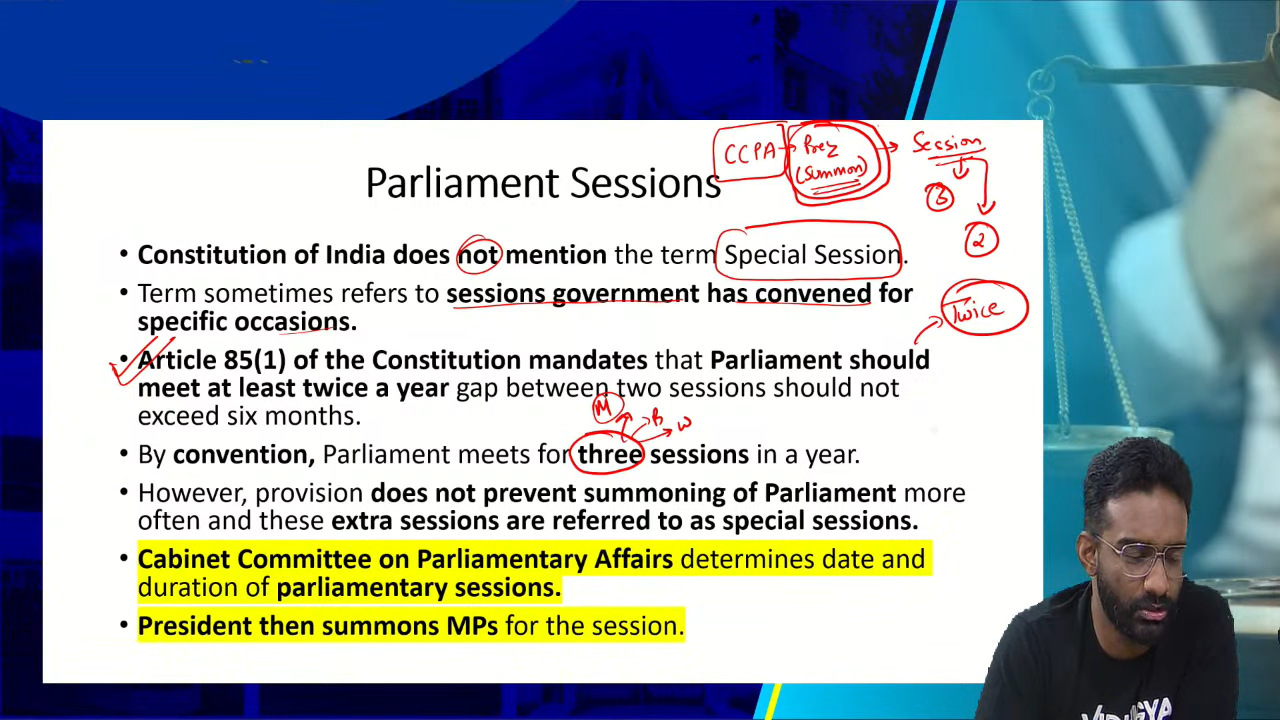 CCPA
Prez
(Summon)
Session
3
2
Parliament Sessions
• Constitution of India does not mention the term Special Session.
• Term sometimes refers to sessions government has convened for
specific occasions.
Twice
• Article 85(1) of the Constitution mandates that Parliament should
meet at least twice a year gap between two sessions should not
exceed six months.
M
B
W
• By convention, Parliament meets for three sessions in a year.
• However, provision does not prevent summoning of Parliament more
often and these extra sessions are referred to as special sessions.
• Cabinet Committee on Parliamentary Affairs determines date and
duration of parliamentary sessions.
• President then summons MPs for the session.